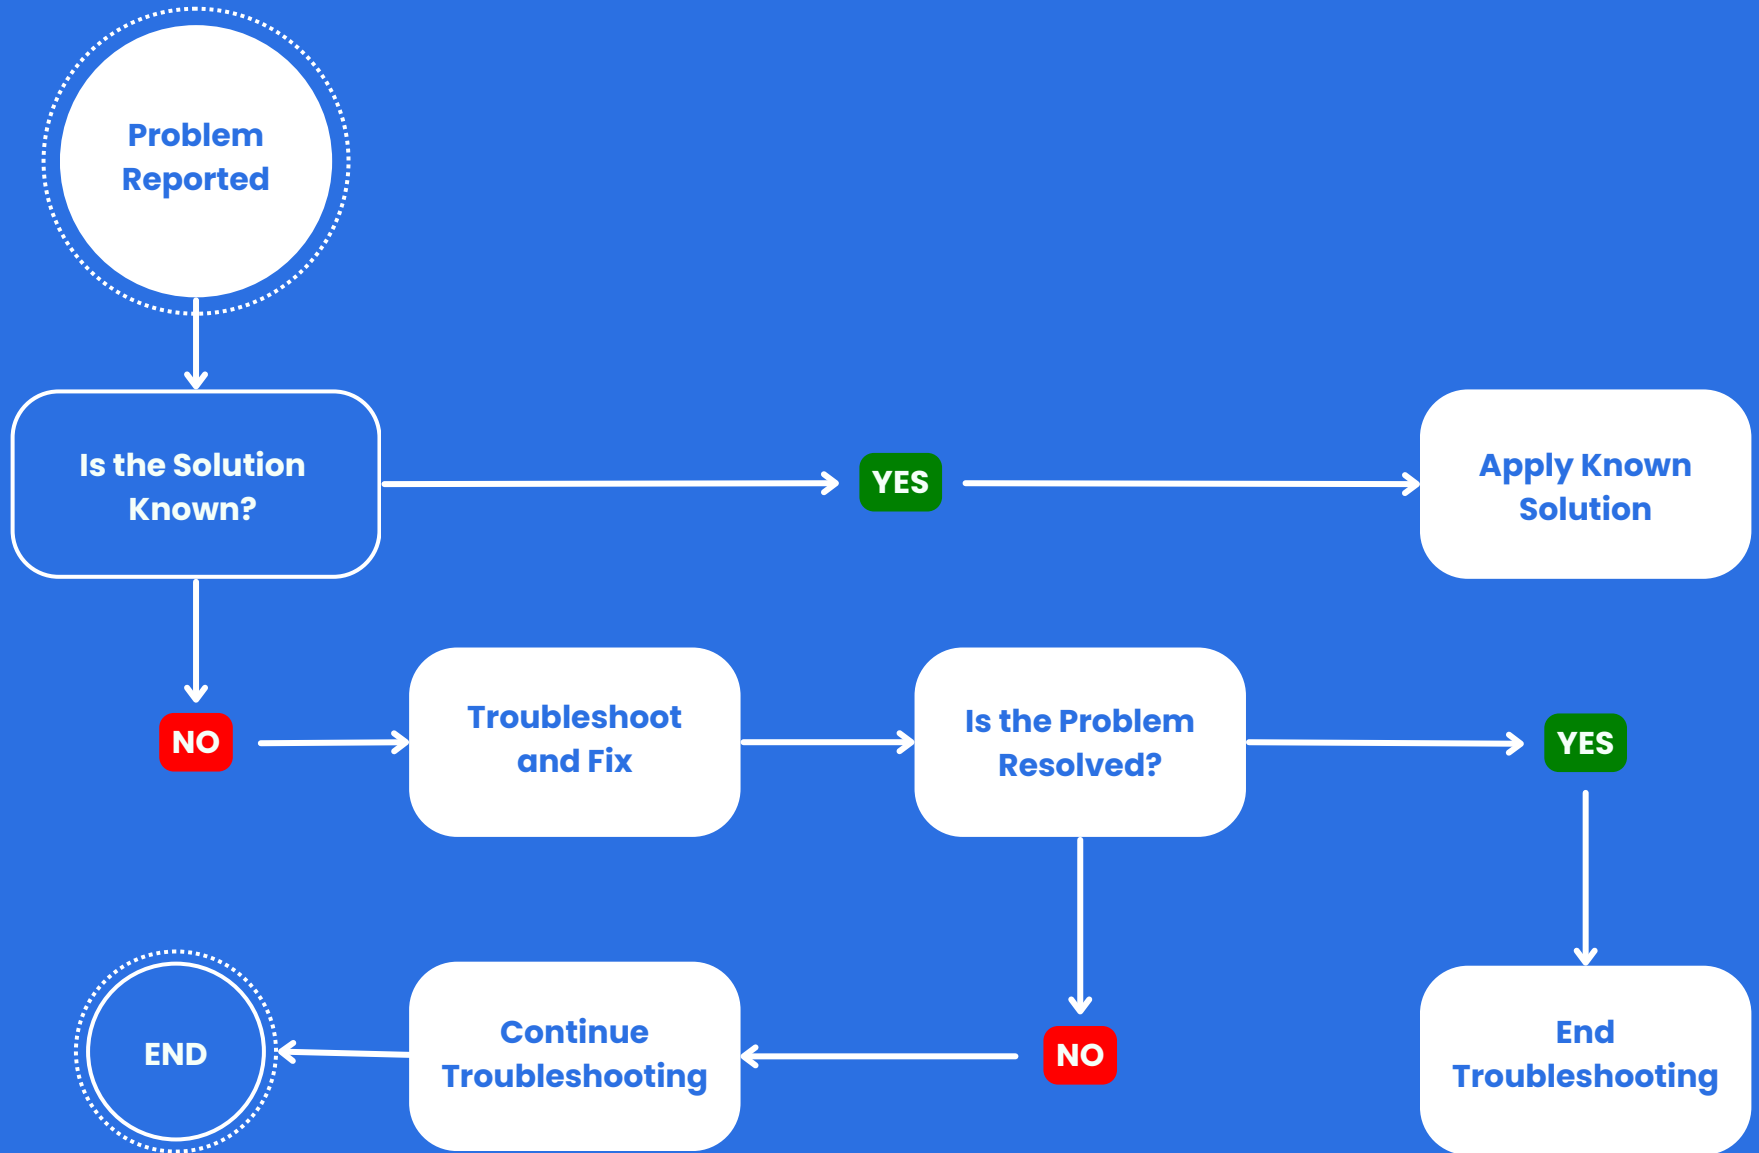 Problem
Reported
Is the Solution
Known?
YES
Apply Known
Solution
NO
Troubleshoot
and Fix
Is the Problem
Resolved?
YES
END
Continue
Troubleshooting
NO
End
Troubleshooting